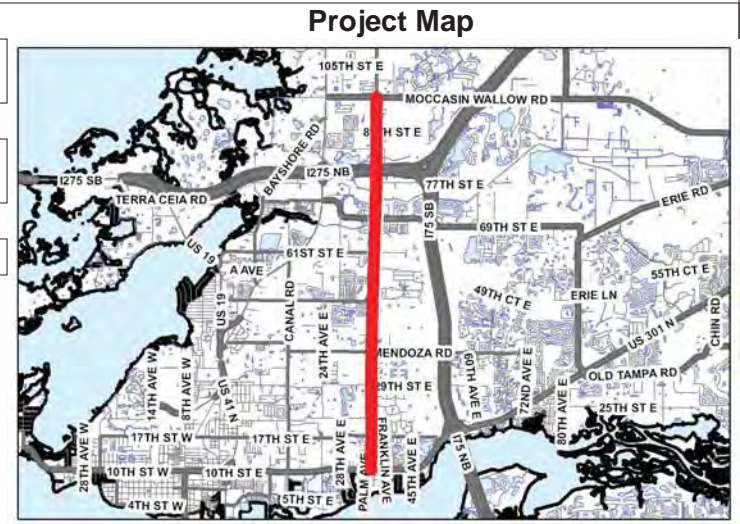 Project Map
105TH ST E
MOCCASIN WALLOW RD
BAYSHORE RD
I275 SB
I275 NB
77TH ST E
TERRA CEIA RD
I75 SB
ERIE RD
69TH ST E
US 19
61ST ST E
A AVE
55TH CT E
49TH CT E
ERIE LN
US 19
CANAL RD
24TH AVE E
US 301 N
CHIN RD
MENDOZA RD
60TH AVE E
72ND AVE E
OLD TAMPA RD
14TH AVE W
8TH AVE W
US 41 N
29TH ST E
80TH AVE E
25TH ST E
28TH AVE W
17TH ST W
17TH ST E
28TH AVE E
FRANKLIN AVE
45TH AVE E
I75 NB
10TH ST W
10TH ST E
PALM AVE
4TH ST W
5TH ST E